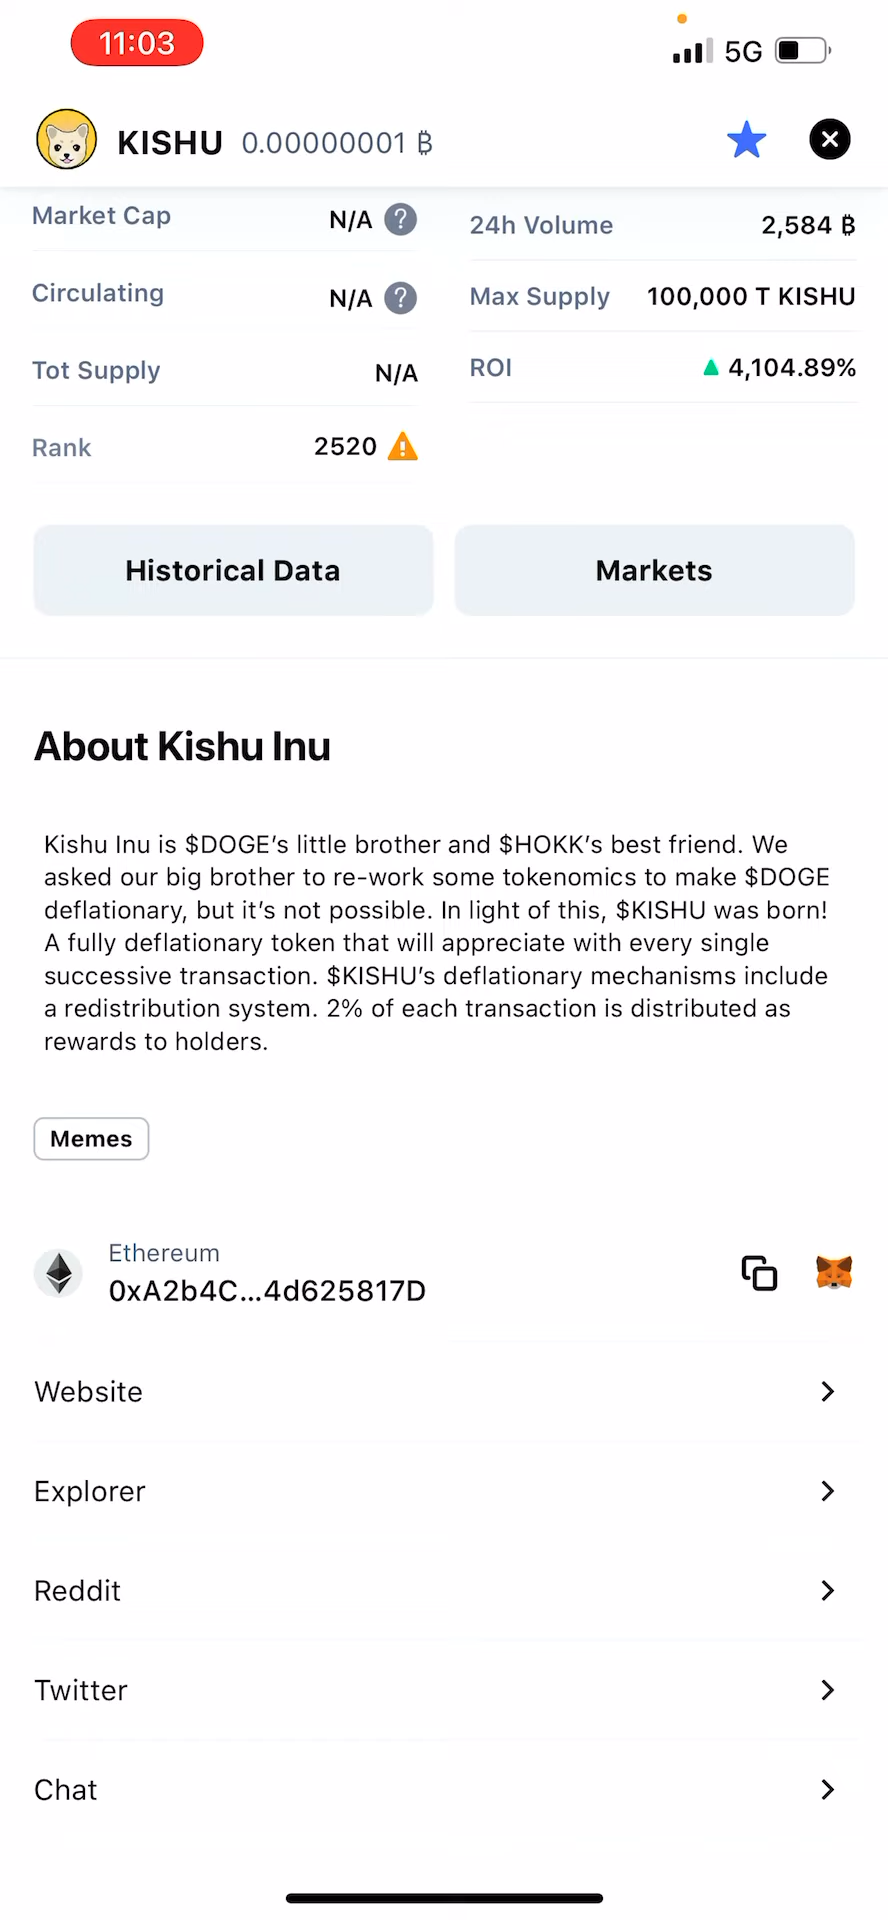 11:03
5G
KISHU 0.00000001 ₿
Market Cap N/A ?
24h Volume 2,584 ₿
Circulating N/A ?
Max Supply 100,000 T KISHU
Tot Supply N/A
ROI 4,104.89%
Rank 2520
Historical Data
Markets
About Kishu Inu
Kishu Inu is $DOGE’s little brother and $HOKK’s best friend. We
asked our big brother to re-work some tokenomics to make $DOGE
deflationary, but it’s not possible. In light of this, $KISHU was born!
A fully deflationary token that will appreciate with every single
successive transaction. $KISHU’s deflationary mechanisms include
a redistribution system. 2% of each transaction is distributed as
rewards to holders.
Memes
Ethereum
0xA2b4C...4d625817D
Website
Explorer
Reddit
Twitter
Chat